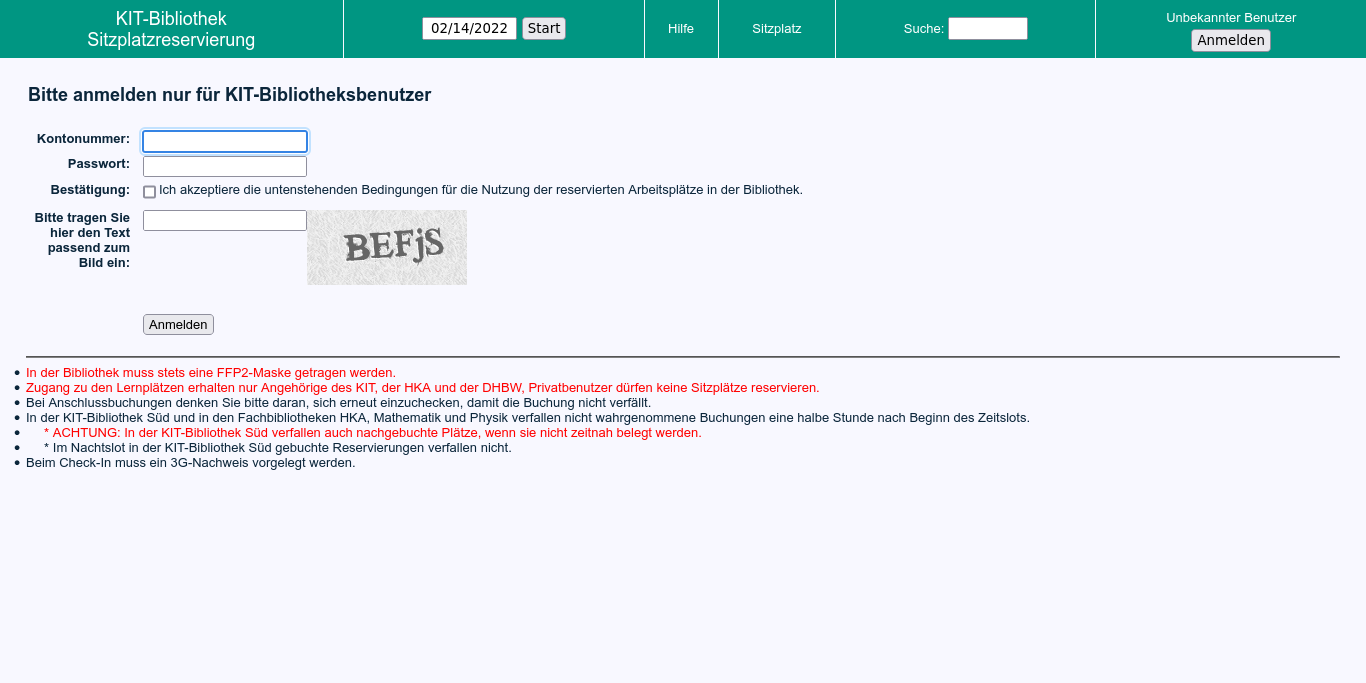 KIT-Bibliothek
Sitzplatzreservierung
02/14/2022 Start
Hilfe
Sitzplatz
Suche:
Unbekannter Benutzer
Anmelden
Bitte anmelden nur für KIT-Bibliotheksbenutzer
Kontonummer:
Passwort:
Bestätigung: Ich akzeptiere die untenstehenden Bedingungen für die Nutzung der reservierten Arbeitsplätze in der Bibliothek.
Bitte tragen Sie
hier den Text
passend zum
Bild ein:
BEFjS
Anmelden
• In der Bibliothek muss stets eine FFP2-Maske getragen werden.
• Zugang zu den Lernplätzen erhalten nur Angehörige des KIT, der HKA und der DHBW, Privatbenutzer dürfen keine Sitzplätze reservieren.
• Bei Anschlussbuchungen denken Sie bitte daran, sich erneut einzuchecken, damit die Buchung nicht verfällt.
• In der KIT-Bibliothek Süd und in den Fachbibliotheken HKA, Mathematik und Physik verfallen nicht wahrgenommene Buchungen eine halbe Stunde nach Beginn des Zeitslots.
• * ACHTUNG: In der KIT-Bibliothek Süd verfallen auch nachgebuchte Plätze, wenn sie nicht zeitnah belegt werden.
• * Im Nachtslot in der KIT-Bibliothek Süd gebuchte Reservierungen verfallen nicht.
• Beim Check-In muss ein 3G-Nachweis vorgelegt werden.